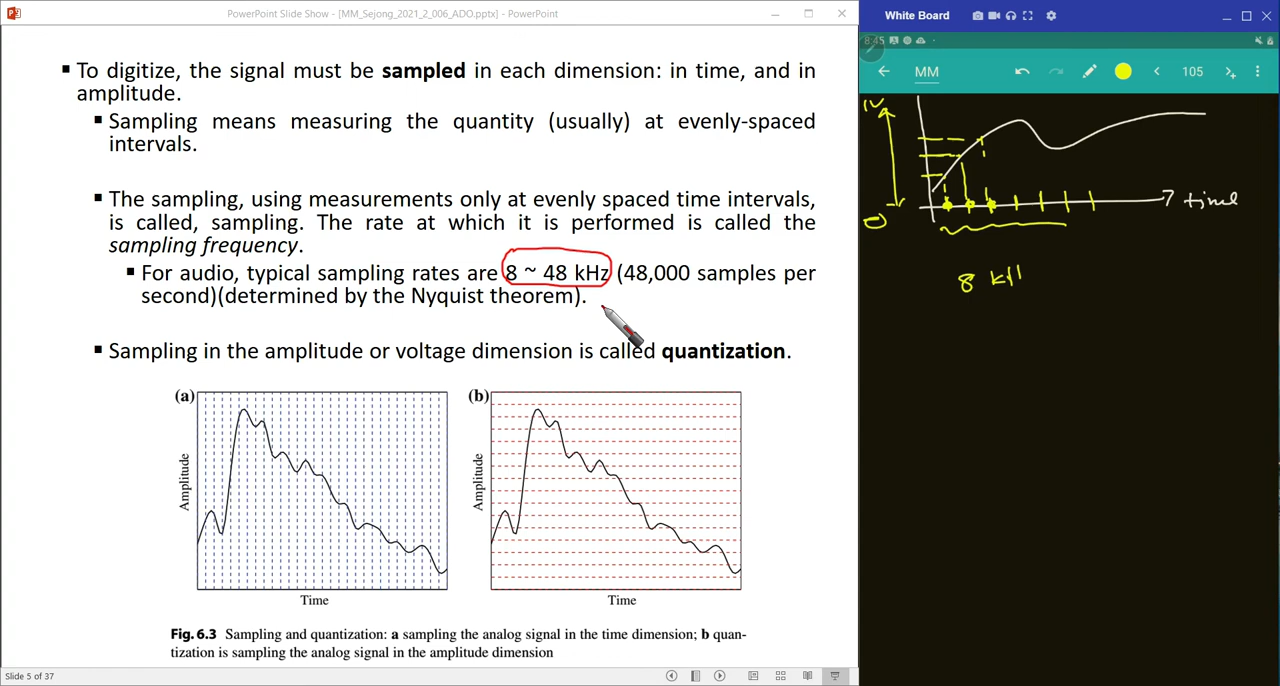 PowerPoint Slide Show - [MM_Sejong_2021_2_006_ADO.pptx] - PowerPoint
▪ To digitize, the signal must be sampled in each dimension: in time, and in
amplitude.
▪ Sampling means measuring the quantity (usually) at evenly-spaced
intervals.
▪ The sampling, using measurements only at evenly spaced time intervals,
is called, sampling. The rate at which it is performed is called the
sampling frequency.
▪ For audio, typical sampling rates are 8 ~ 48 kHz (48,000 samples per
second)(determined by the Nyquist theorem).
▪ Sampling in the amplitude or voltage dimension is called quantization.
(a)
Amplitude
Time
(b)
Amplitude
Time
Fig. 6.3 Sampling and quantization: a sampling the analog signal in the time dimension; b quan-
tization is sampling the analog signal in the amplitude dimension
Slide 5 of 37
White Board
8:45
MM
105
1V
0
time
8 kH